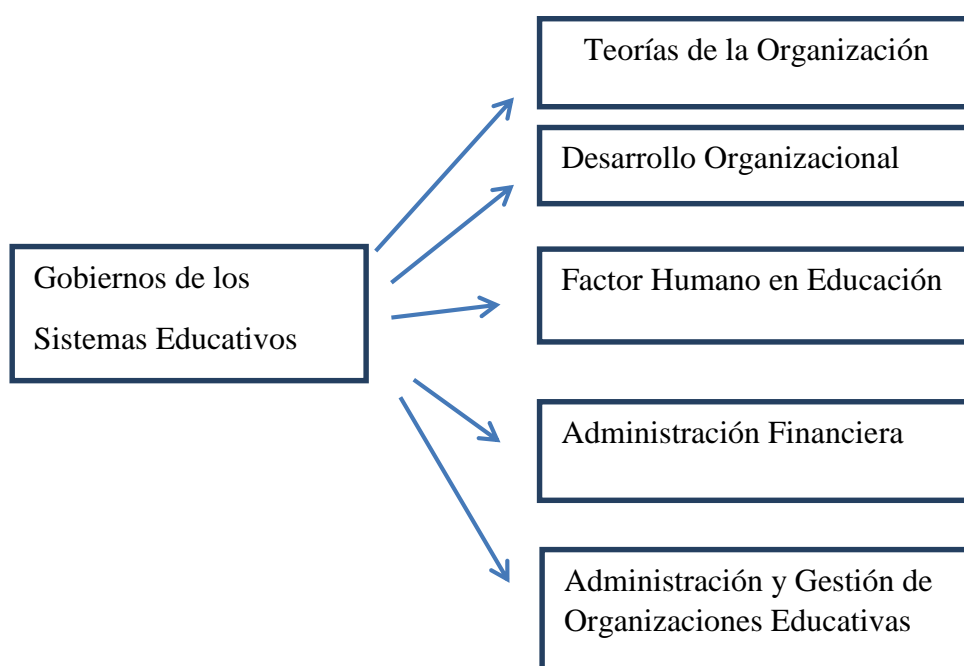 Teorías de la Organización
Desarrollo Organizacional
Gobiernos de los
Sistemas Educativos
Factor Humano en Educación
Administración Financiera
Administración y Gestión de
Organizaciones Educativas